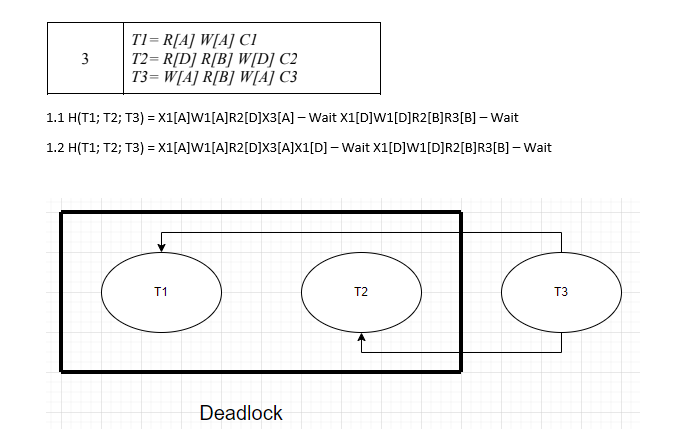 3
T1= R[A] W[A] C1
T2= R[D] R[B] W[D] C2
T3= W[A] R[B] W[A] C3
1.1 H(T1; T2; T3) = X1[A]W1[A]R2[D]X3[A] – Wait X1[D]W1[D]R2[B]R3[B] – Wait
1.2 H(T1; T2; T3) = X1[A]W1[A]R2[D]X3[A]X1[D] – Wait X1[D]W1[D]R2[B]R3[B] – Wait
T1
T2
T3
Deadlock